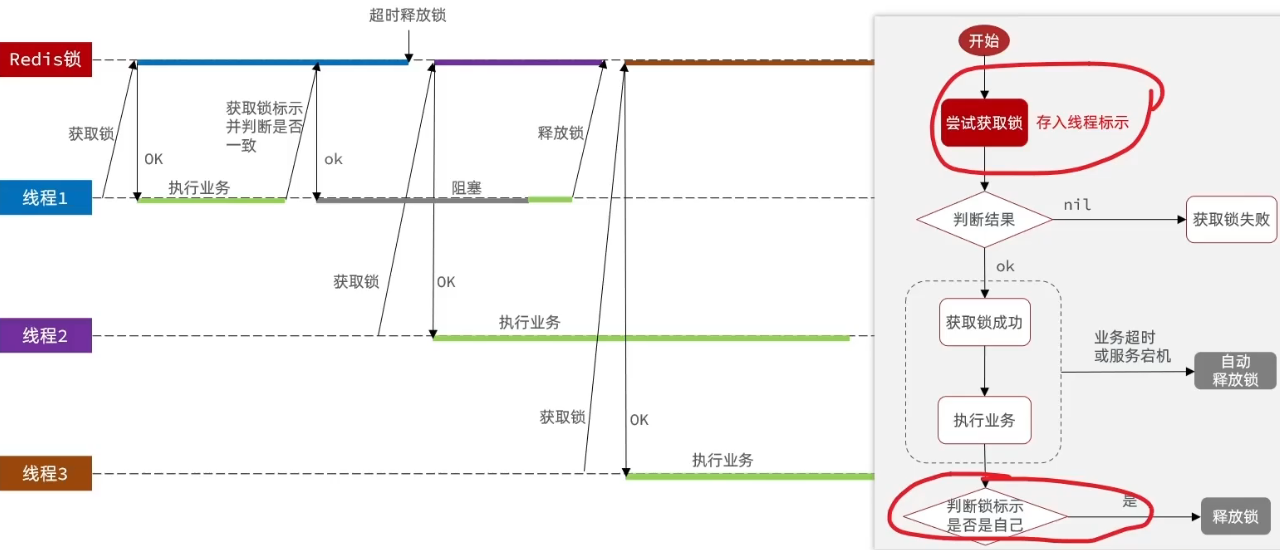 超时释放锁
Redis锁
获取锁
OK
获取锁标示
并判断是否
一致
ok
释放锁
线程1
执行业务
阻塞
获取锁
OK
线程2
执行业务
获取锁
OK
线程3
执行业务
开始
尝试获取锁
存入线程标示
判断结果
nil
获取锁失败
ok
获取锁成功
执行业务
业务超时
或服务宕机
自动
释放锁
判断锁标示
是否是自己
是
释放锁